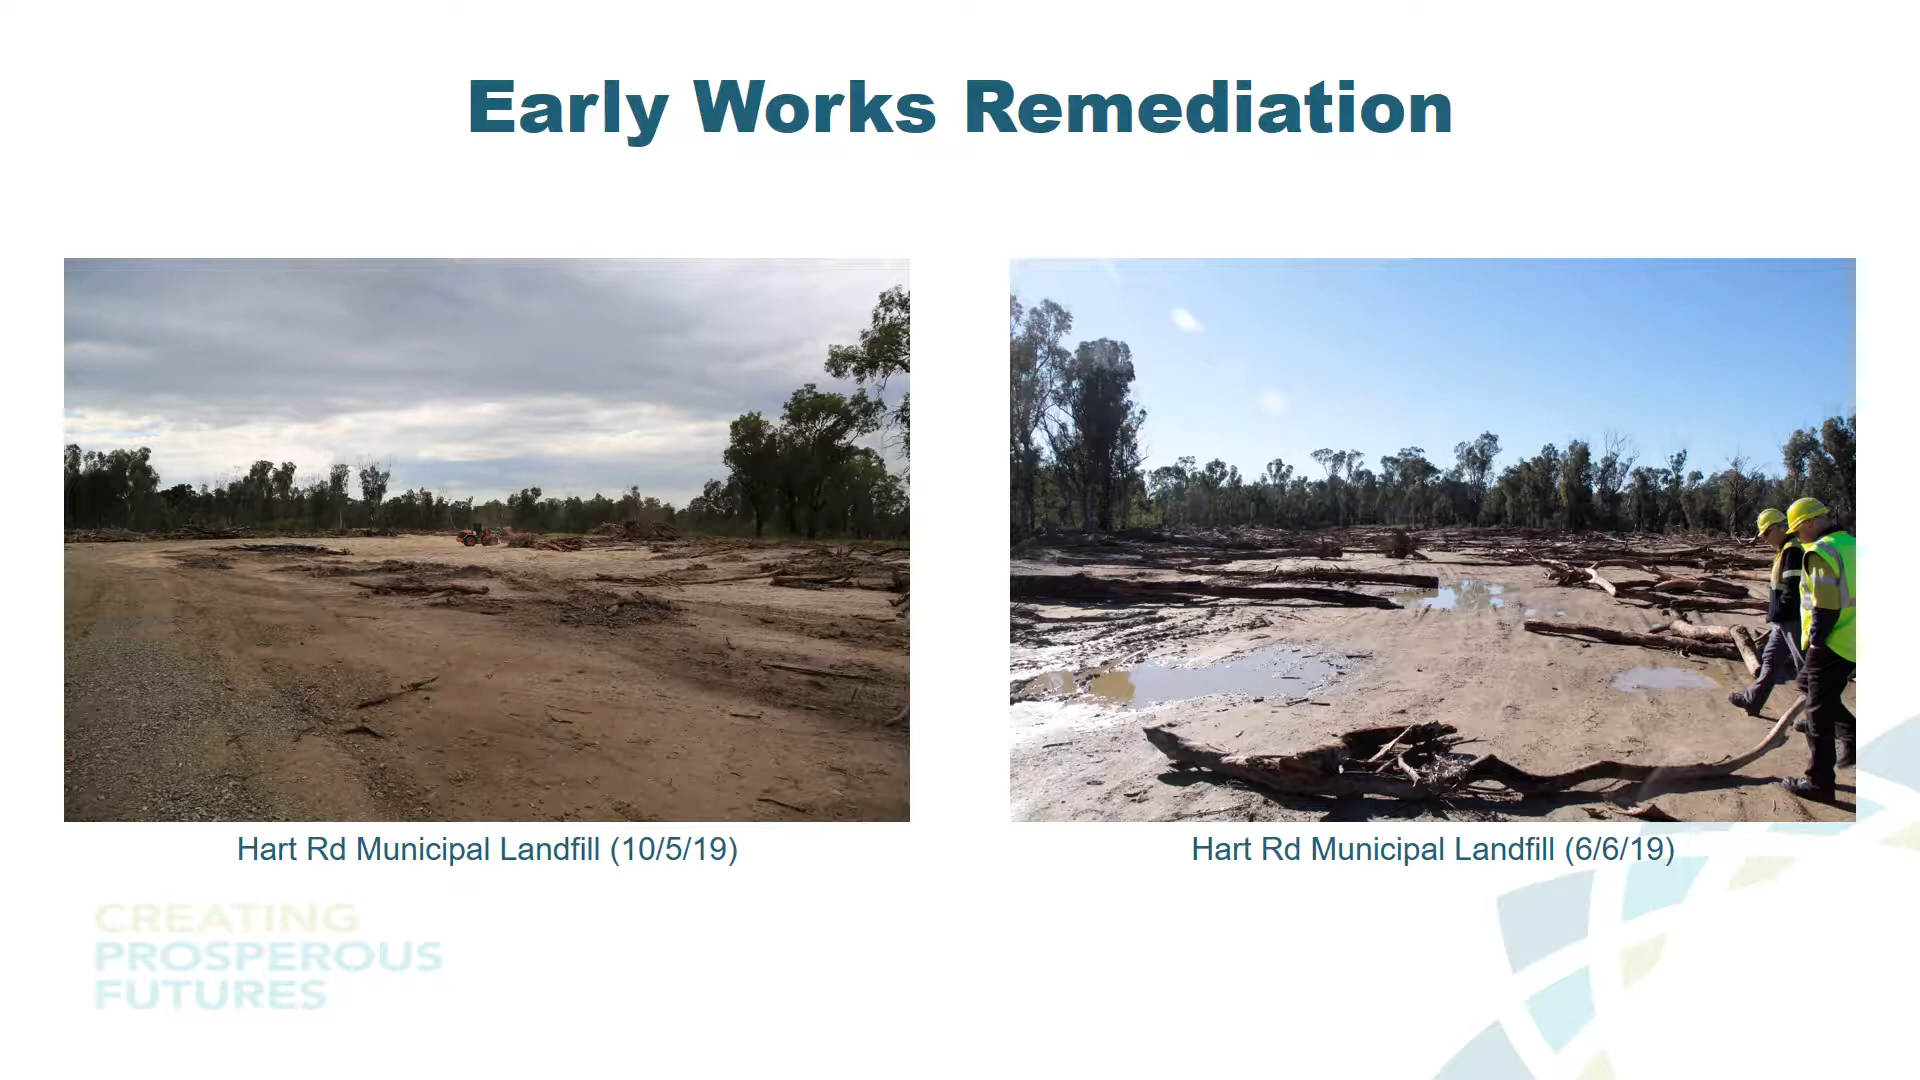 Early Works Remediation
Hart Rd Municipal Landfill (10/5/19)
Hart Rd Municipal Landfill (6/6/19)
CREATING
PROSPEROUS
FUTURES